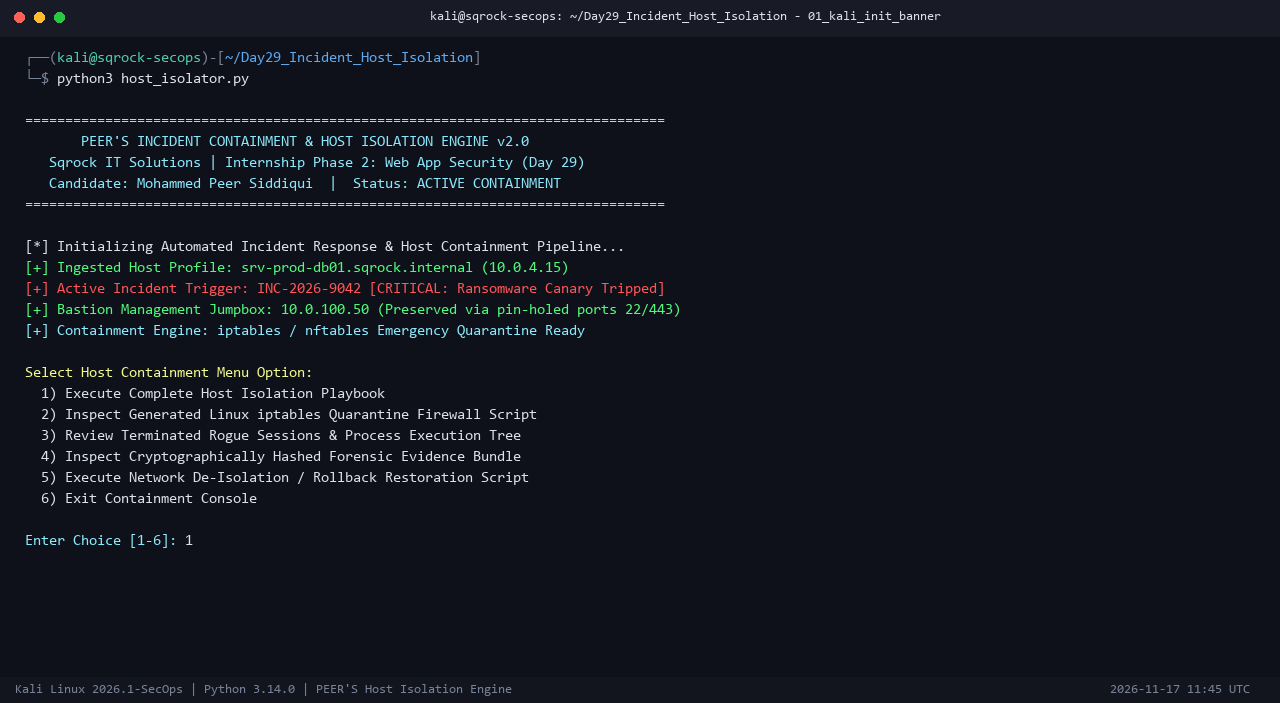 kali@sqrock-secops: ~/Day29_Incident_Host_Isolation - 01_kali_init_banner
┌──(kali@sqrock-secops)-[~/Day29_Incident_Host_Isolation]
└─$ python3 host_isolator.py
================================================================================
PEER'S INCIDENT CONTAINMENT & HOST ISOLATION ENGINE v2.0
Sqrock IT Solutions | Internship Phase 2: Web App Security (Day 29)
Candidate: Mohammed Peer Siddiqui | Status: ACTIVE CONTAINMENT
================================================================================
[*] Initializing Automated Incident Response & Host Containment Pipeline...
[+] Ingested Host Profile: srv-prod-db01.sqrock.internal (10.0.4.15)
[+] Active Incident Trigger: INC-2026-9042 [CRITICAL: Ransomware Canary Tripped]
[+] Bastion Management Jumpbox: 10.0.100.50 (Preserved via pin-holed ports 22/443)
[+] Containment Engine: iptables / nftables Emergency Quarantine Ready
Select Host Containment Menu Option:
1) Execute Complete Host Isolation Playbook
2) Inspect Generated Linux iptables Quarantine Firewall Script
3) Review Terminated Rogue Sessions & Process Execution Tree
4) Inspect Cryptographically Hashed Forensic Evidence Bundle
5) Execute Network De-Isolation / Rollback Restoration Script
6) Exit Containment Console
Enter Choice [1-6]: 1
Kali Linux 2026.1-SecOps | Python 3.14.0 | PEER'S Host Isolation Engine
2026-11-17 11:45 UTC